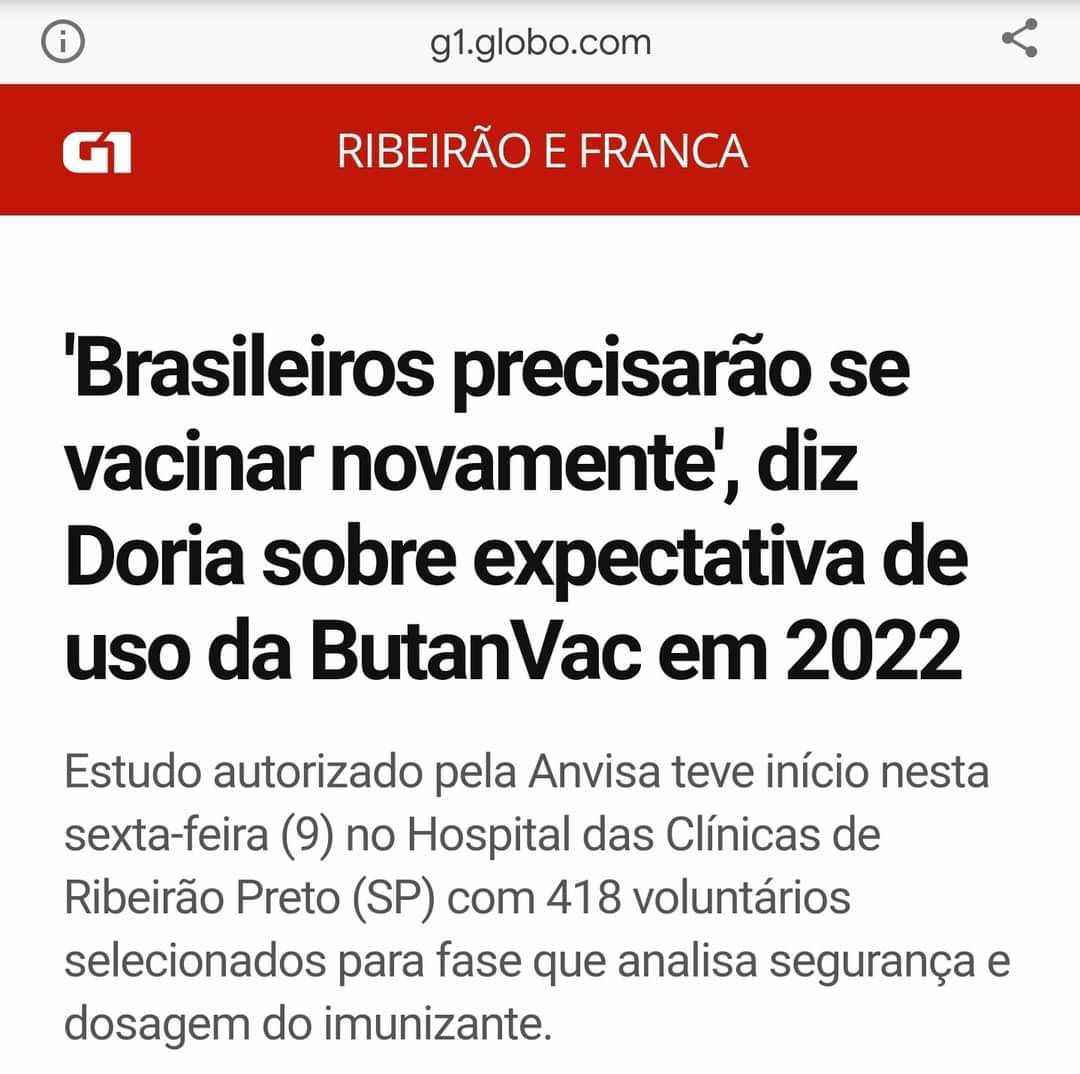 g1.globo.com
G1 RIBEIRÃO E FRANCA
'Brasileiros precisarão se
vacinar novamente', diz
Doria sobre expectativa de
uso da ButanVac em 2022
Estudo autorizado pela Anvisa teve início nesta
sexta-feira (9) no Hospital das Clínicas de
Ribeirão Preto (SP) com 418 voluntários
selecionados para fase que analisa segurança e
dosagem do imunizante.